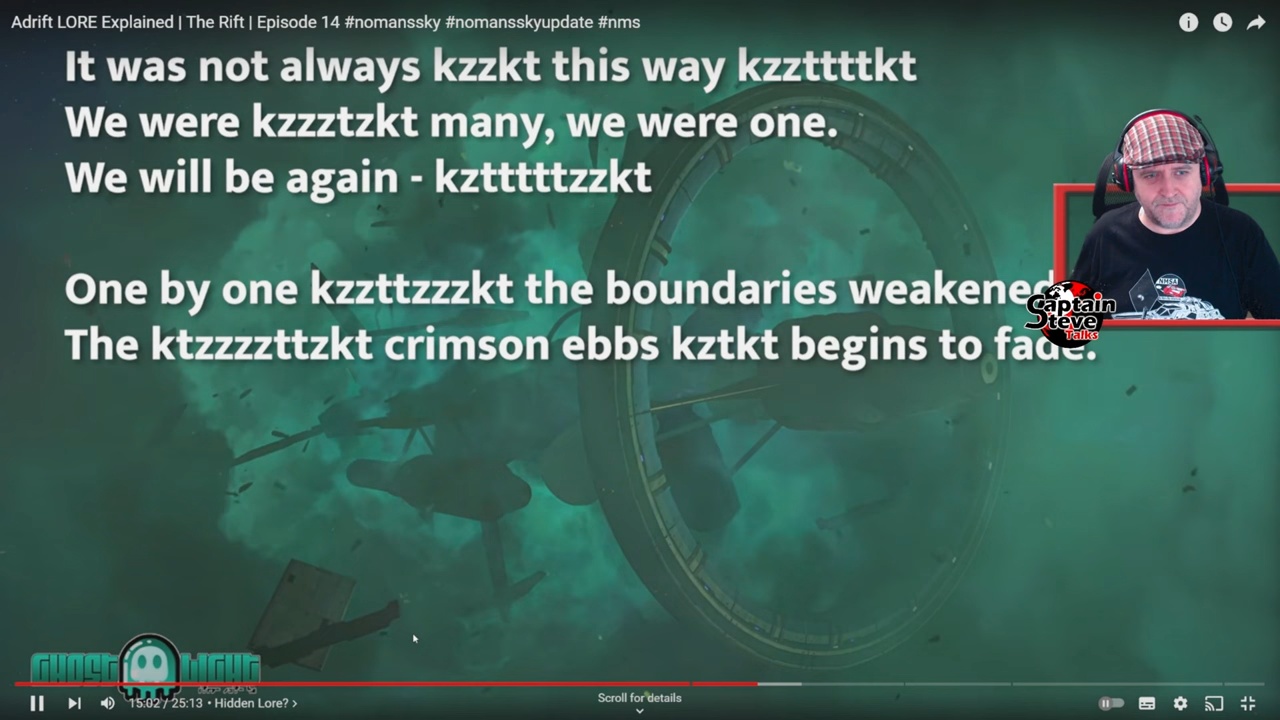 Adrift LORE Explained | The Rift | Episode 14 #nomanssky #nomansskyupdate #nms
It was not always kzzkt this way kzzttttkt
We were kzzztzkt many, we were one.
We will be again - kztttttzzkt
One by one kzzttzzzkt the boundaries weakened
The ktzzzzttzkt crimson ebbs kztkt begins to fade.
Captain
Steve
Talks
GHOST LIGHT
15:02 / 25:13 • Hidden Lore? ›
Scroll for details